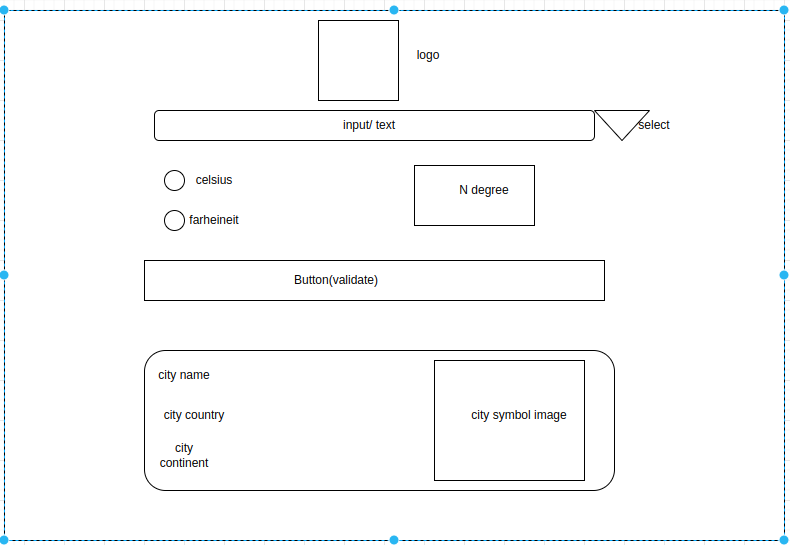 logo
input/ text
select
celsius
N degree
farheineit
Button(validate)
city name
city country
city symbol image
city
continent